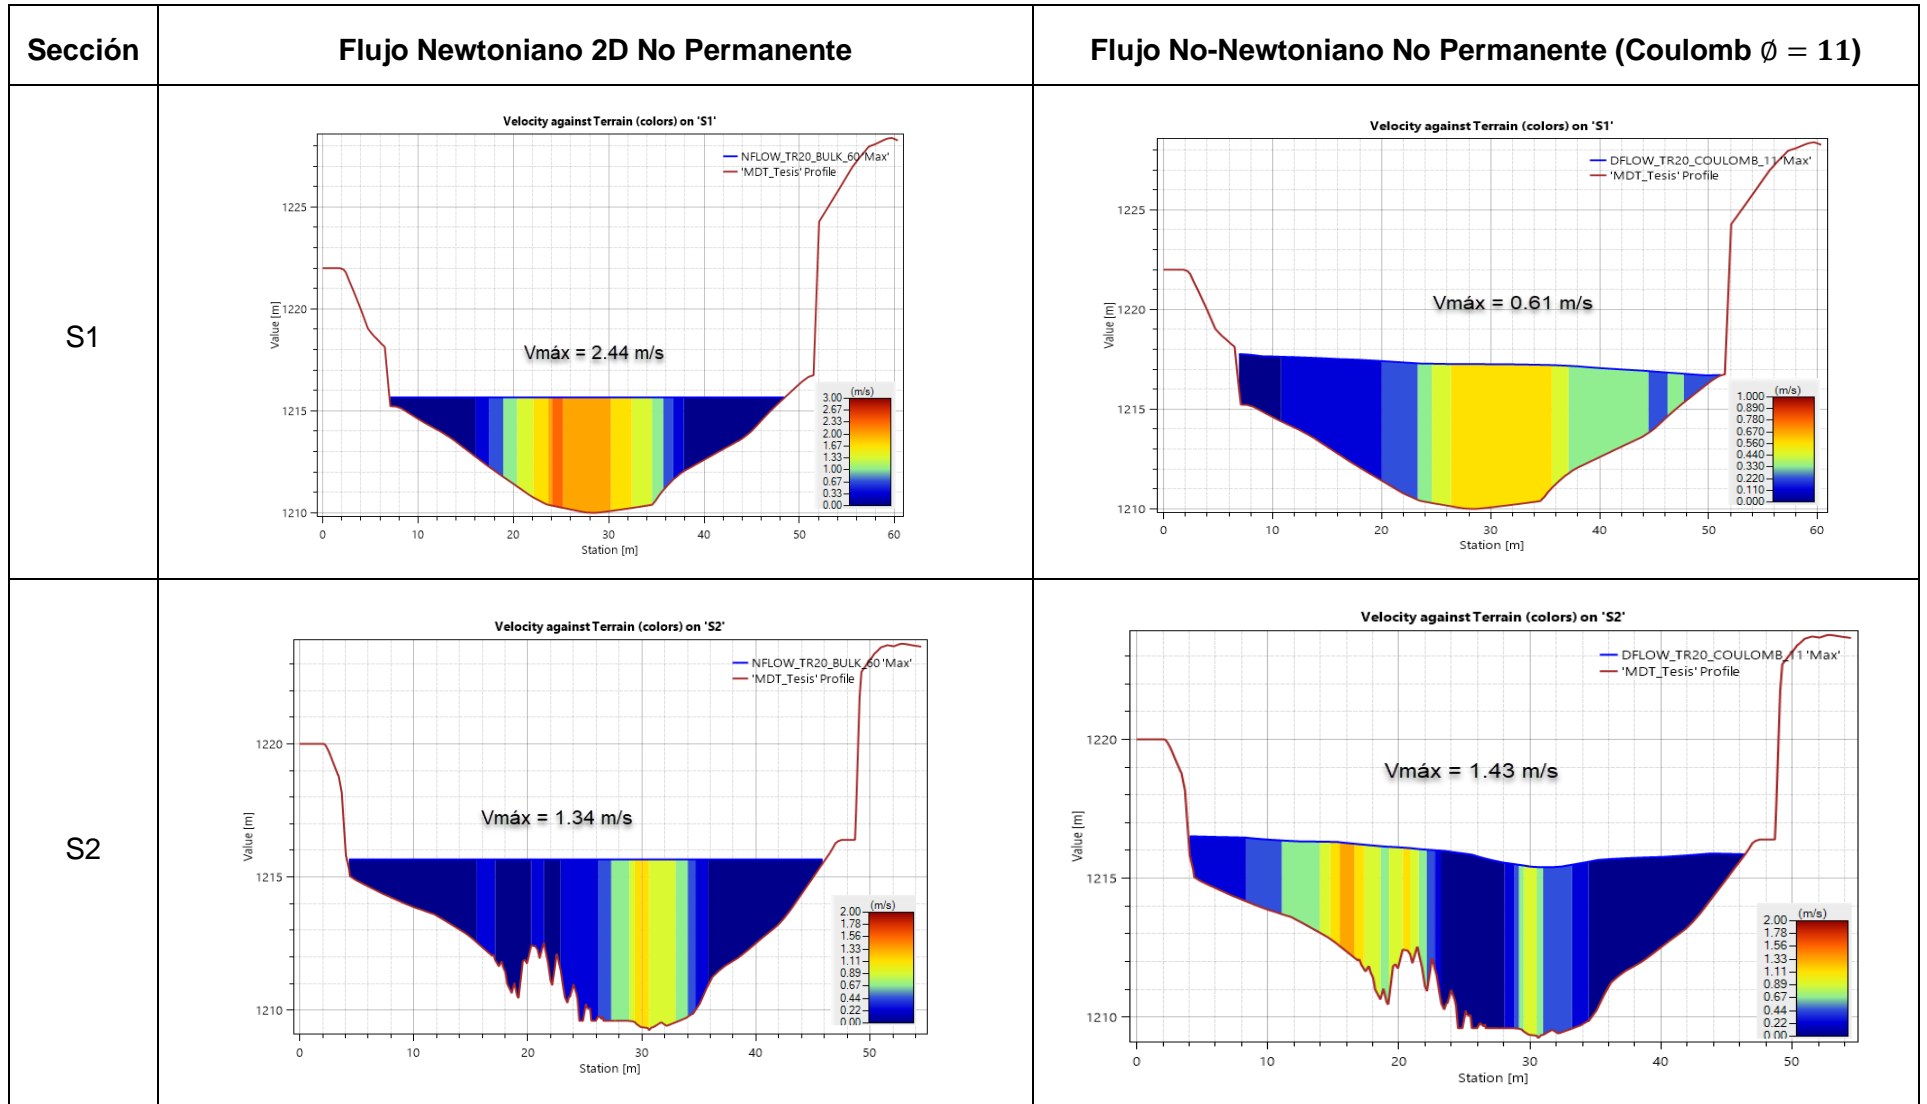 Sección
Flujo Newtoniano 2D No Permanente
Flujo No-Newtoniano No Permanente (Coulomb ∅ = 11)
S1
Velocity against Terrain (colors) on 'S1'
NFLOW_TR20_BULK_60 'Max'
'MDT_Tesis' Profile
Vmáx = 2.44 m/s
Value [m]
1225
1220
1215
1210
(m/s)
3.00
2.67
2.33
2.00
1.67
1.33
1.00
0.67
0.33
0.00
0 10 20 30 40 50 60
Station [m]
Velocity against Terrain (colors) on 'S1'
DFLOW_TR20_COULOMB_11 'Max'
'MDT_Tesis' Profile
Vmáx = 0.61 m/s
Value [m]
1225
1220
1215
1210
(m/s)
1.000
0.890
0.780
0.670
0.560
0.440
0.330
0.220
0.110
0.000
0 10 20 30 40 50 60
Station [m]
S2
Velocity against Terrain (colors) on 'S2'
NFLOW_TR20_BULK_60 'Max'
'MDT_Tesis' Profile
Vmáx = 1.34 m/s
Value [m]
1220
1215
1210
(m/s)
2.00
1.78
1.56
1.33
1.11
0.89
0.67
0.44
0.22
0.00
0 10 20 30 40 50
Station [m]
Velocity against Terrain (colors) on 'S2'
DFLOW_TR20_COULOMB_11 'Max'
'MDT_Tesis' Profile
Vmáx = 1.43 m/s
Value [m]
1220
1215
1210
(m/s)
2.00
1.78
1.56
1.33
1.11
0.89
0.67
0.44
0.22
0.00
0 10 20 30 40 50
Station [m]